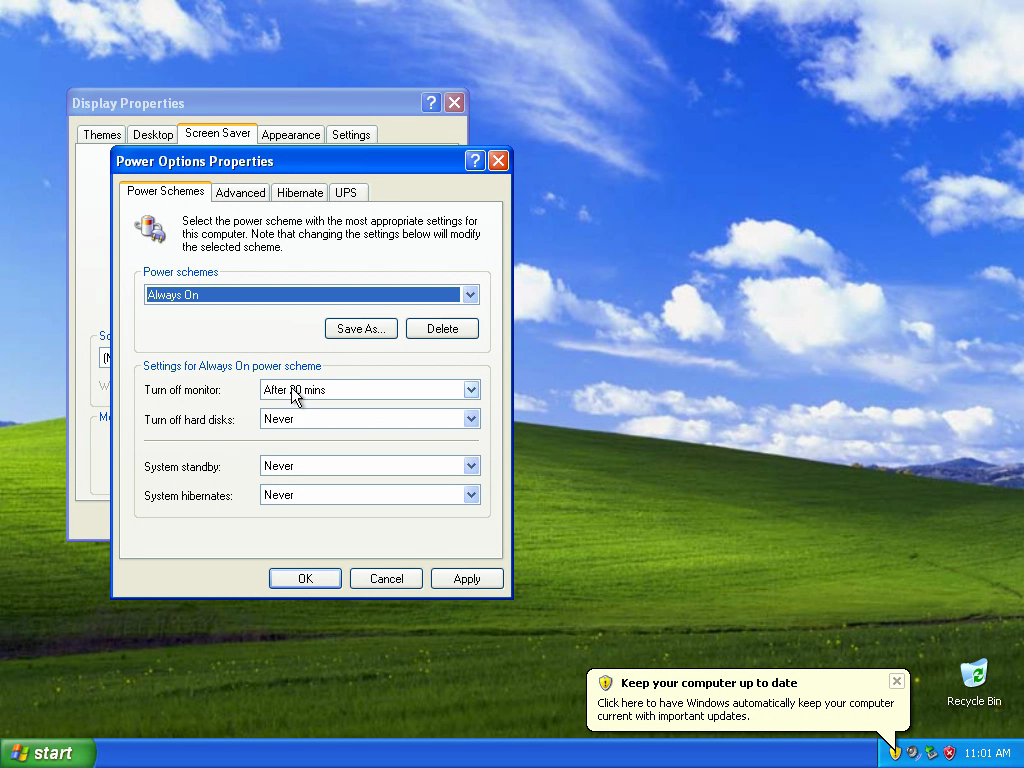 Display Properties
Themes Desktop Screen Saver Appearance Settings
Power Options Properties
Power Schemes Advanced Hibernate UPS
Select the power scheme with the most appropriate settings for
this computer. Note that changing the settings below will modify
the selected scheme.
Power schemes
Always On
Save As... Delete
Settings for Always On power scheme
Turn off monitor: After 20 mins
Turn off hard disks: Never
System standby: Never
System hibernates: Never
OK Cancel Apply
Keep your computer up to date
Click here to have Windows automatically keep your computer
current with important updates.
Recycle Bin
start
11:01 AM